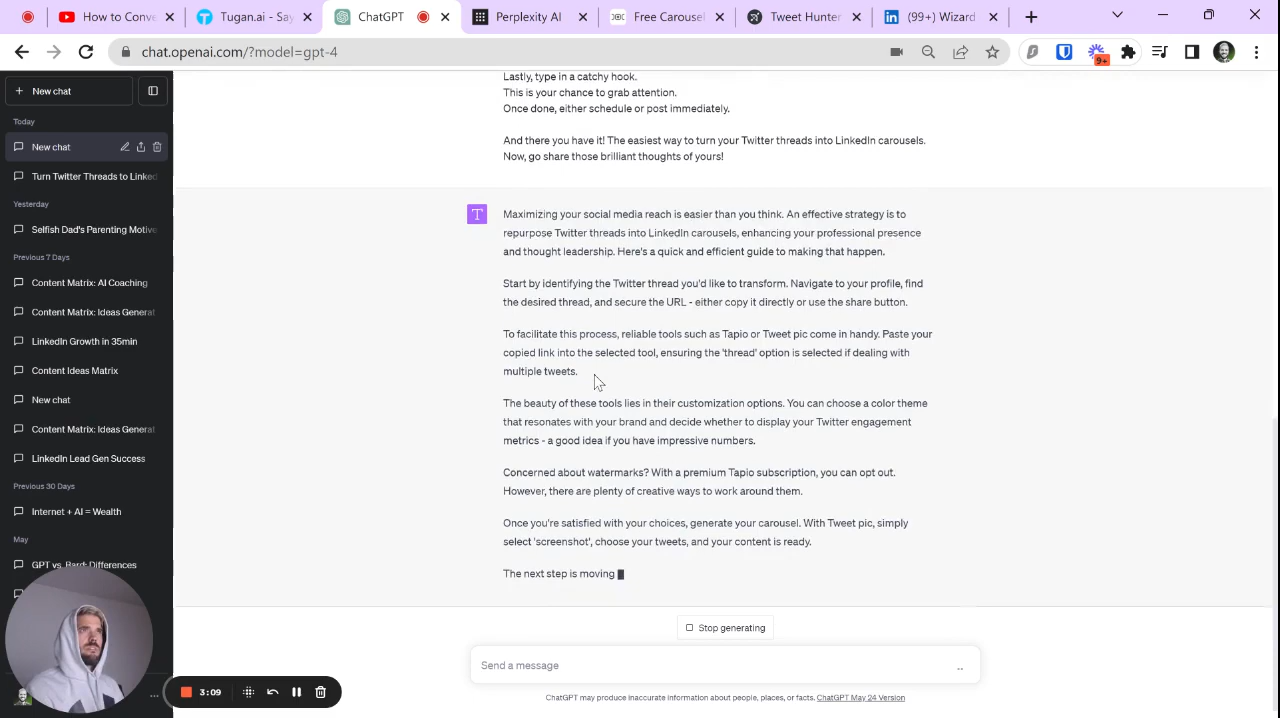 How to Conv
Tugan.ai - Say
ChatGPT
Perplexity AI
Free Carousel
Tweet Hunter
(99+) Wizard
chat.openai.com/?model=gpt-4
9+
New chat
Today
New chat
Turn Twitter Threads to Linked
Yesterday
Selfish Dad's Parenting Motive
Previous 7 Days
Content Matrix: AI Coaching
Content Matrix: Ideas Generat
LinkedIn Growth in 35min
Content Ideas Matrix
New chat
Content Matrix: Ideas Generat
LinkedIn Lead Gen Success
Previous 30 Days
Internet + AI = Wealth
May
GPT vs. Bard: Differences
3:09
Lastly, type in a catchy hook.
This is your chance to grab attention.
Once done, either schedule or post immediately.
And there you have it! The easiest way to turn your Twitter threads into LinkedIn carousels.
Now, go share those brilliant thoughts of yours!
T
Maximizing your social media reach is easier than you think. An effective strategy is to
repurpose Twitter threads into LinkedIn carousels, enhancing your professional presence
and thought leadership. Here's a quick and efficient guide to making that happen.
Start by identifying the Twitter thread you'd like to transform. Navigate to your profile, find
the desired thread, and secure the URL - either copy it directly or use the share button.
To facilitate this process, reliable tools such as Tapio or Tweet pic come in handy. Paste your
copied link into the selected tool, ensuring the 'thread' option is selected if dealing with
multiple tweets.
The beauty of these tools lies in their customization options. You can choose a color theme
that resonates with your brand and decide whether to display your Twitter engagement
metrics - a good idea if you have impressive numbers.
Concerned about watermarks? With a premium Tapio subscription, you can opt out.
However, there are plenty of creative ways to work around them.
Once you're satisfied with your choices, generate your carousel. With Tweet pic, simply
select 'screenshot', choose your tweets, and your content is ready.
The next step is moving
Stop generating
Send a message
ChatGPT may produce inaccurate information about people, places, or facts. ChatGPT May 24 Version